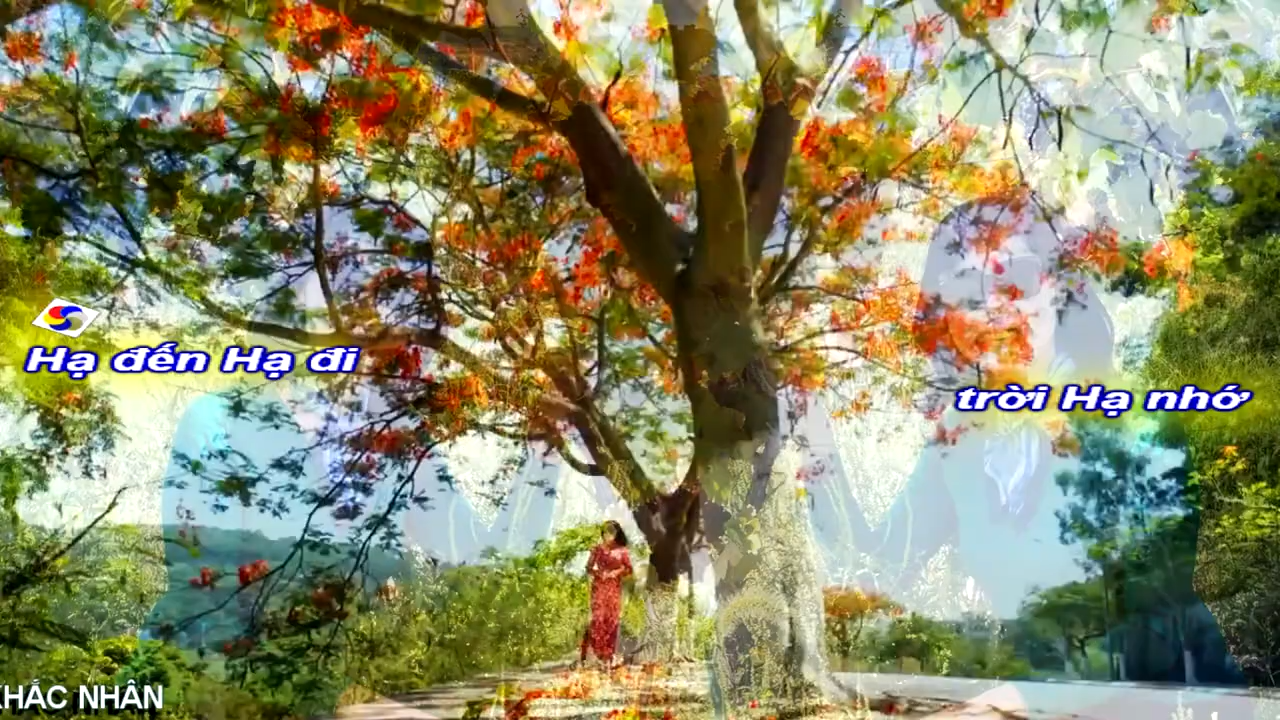 Hạ đến Hạ đi
trời Hạ nhớ
KHẮC NHÂN